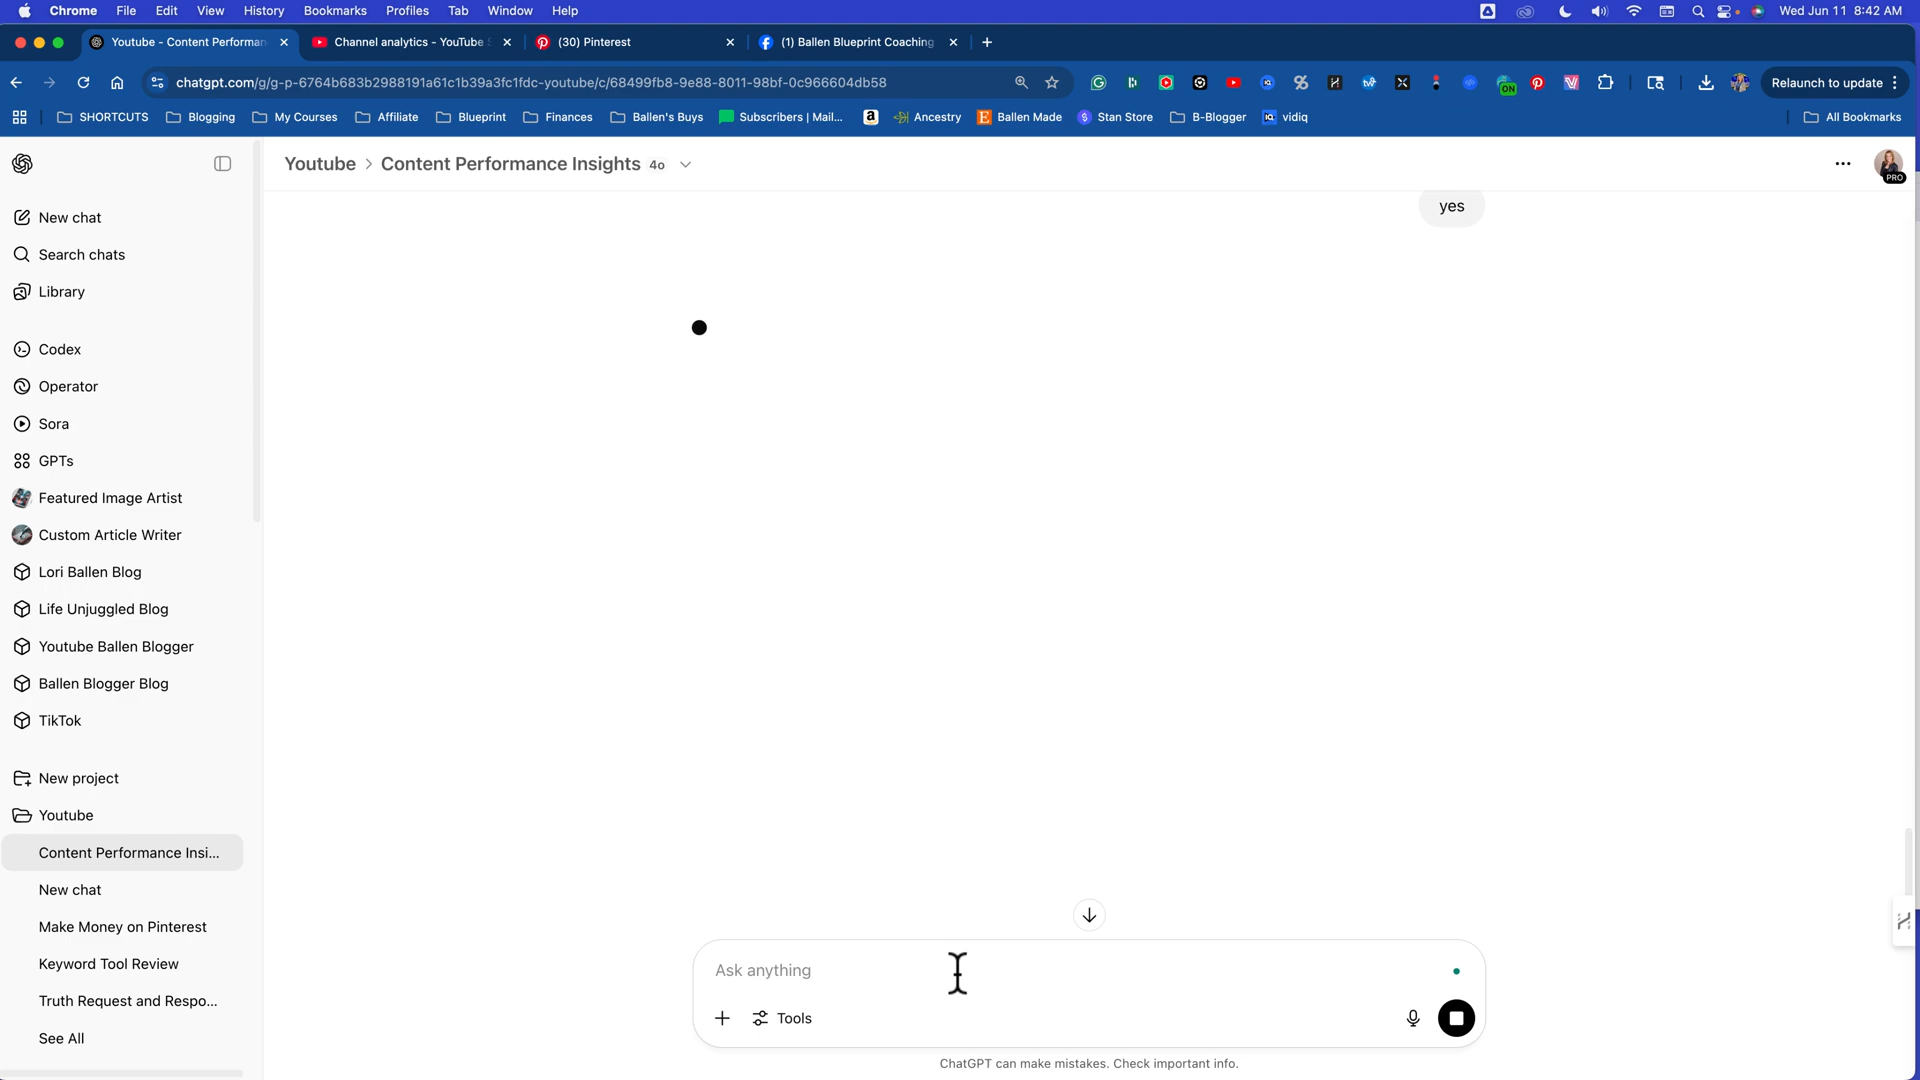 Chrome File Edit View History Bookmarks Profiles Tab Window Help Wed Jun 11 8:42 AM
Youtube - Content Performan Channel analytics - YouTube S (30) Pinterest (1) Ballen Blueprint Coaching
chatgpt.com/g/g-p-6764b683b2988191a61c1b39a3fc1fdc-youtube/c/68499fb8-9e88-8011-98bf-0c966604db58 ON Relaunch to update
SHORTCUTS Blogging My Courses Affiliate Blueprint Finances Ballen's Buys Subscribers | Mail... Ancestry Ballen Made Stan Store B-Blogger vidiq All Bookmarks
Youtube > Content Performance Insights 4o
PRO
yes
New chat
Search chats
Library
Codex
Operator
Sora
GPTs
Featured Image Artist
Custom Article Writer
Lori Ballen Blog
Life Unjuggled Blog
Youtube Ballen Blogger
Ballen Blogger Blog
TikTok
New project
Youtube
Content Performance Insi...
New chat
Make Money on Pinterest
Keyword Tool Review
Truth Request and Respo...
See All
Ask anything
Tools
ChatGPT can make mistakes. Check important info.